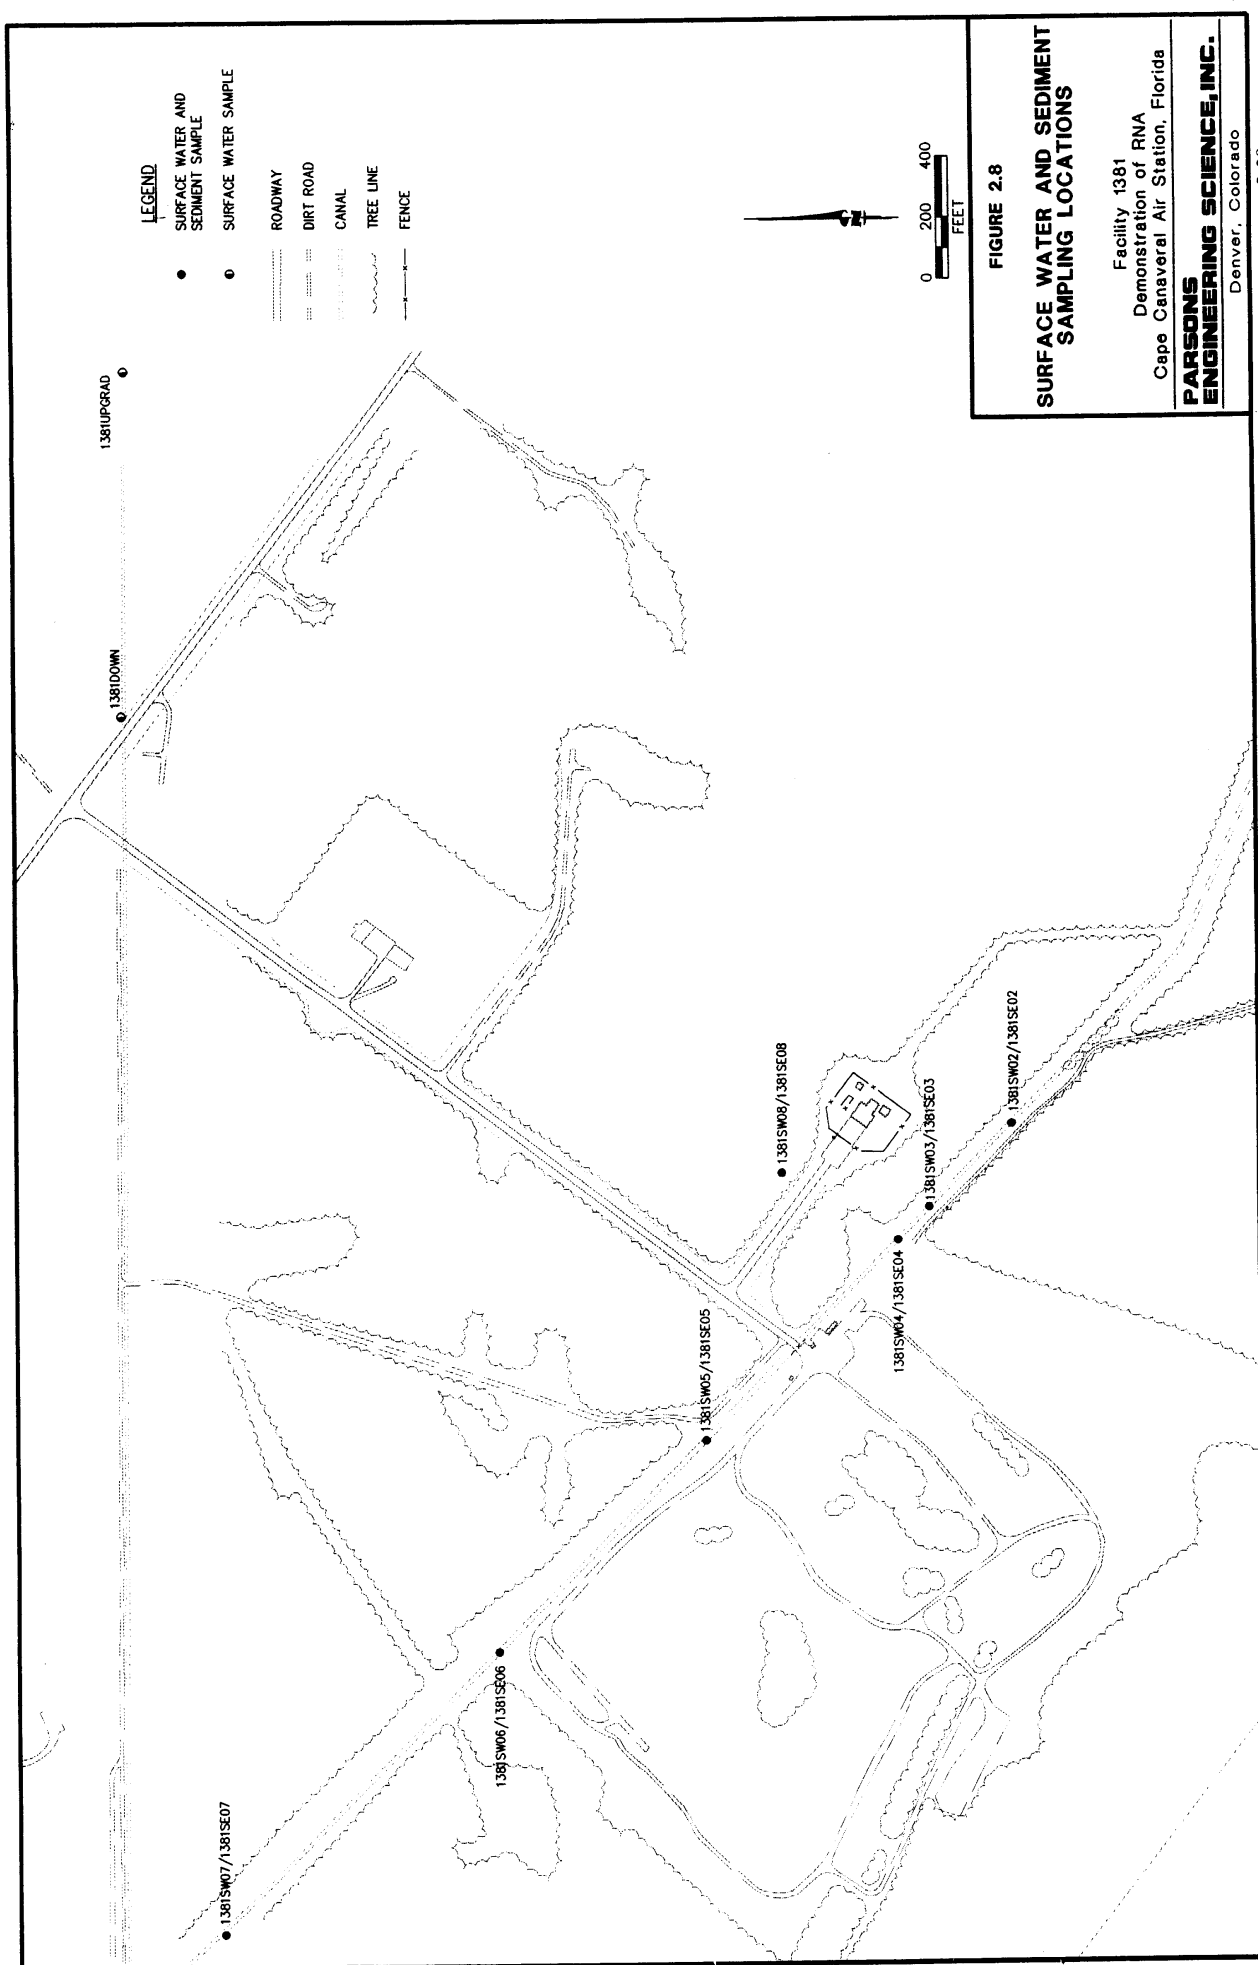 LEGEND
SURFACE WATER AND
SEDIMENT SAMPLE
SURFACE WATER SAMPLE
ROADWAY
DIRT ROAD
CANAL
TREE LINE
FENCE
1381UPGRAD
1381DOWN
1381SW08/1381SE08
1381SW02/1381SE02
1381SW03/1381SE03
1381SW04/1381SE04
1381SW05/1381SE05
1381SW06/1381SE06
1381SW07/1381SE07
0 200 400
FEET
FIGURE 2.8
SURFACE WATER AND SEDIMENT
SAMPLING LOCATIONS
Facility 1381
Demonstration of RNA
Cape Canaveral Air Station, Florida
PARSONS
ENGINEERING SCIENCE, INC.
Denver, Colorado